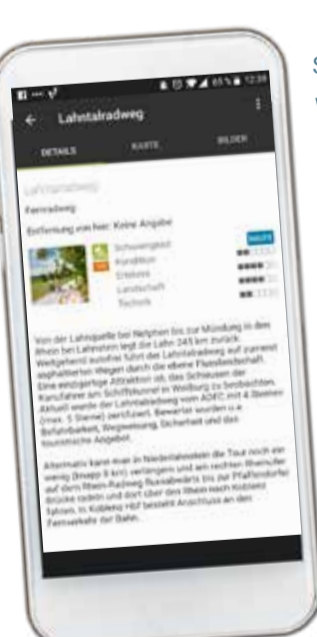 65% 12:39
Lahntalradweg
DETAILS KARTE BILDER
Lahntalradweg
Fernradweg
Entfernung von hier: Keine Angabe
Schwierigkeit
Kondition
Erlebnis
Landschaft
Technik
Von der Lahnquelle bei Netphen bis zur Mündung in den
Rhein bei Lahnstein legt die Lahn 245 km zurück.
Weitgehend autofrei führt der Lahntalradweg auf zumeist
asphaltierten Wegen durch die ebene Flusslandschaft.
Eine einzigartige Attraktion ist, das Schleusen der
Kanufahrer am Schiffstunnel in Weilburg zu beobachten.
Aktuell wurde der Lahntalradweg vom ADFC mit 4 Sternen
(max. 5 Sterne) zertifiziert. Bewertet wurden u.a.
Befahrbarkeit, Wegweisung, Sicherheit und das
touristische Angebot.
Alternativ kann man in Niederlahnstein die Tour noch ein
wenig (knapp 8 km) verlängern und am rechten Rheinufer
auf dem Rhein-Radweg flussabwärts bis zur Pfaffendorfer
Brücke radeln und dort über den Rhein nach Koblenz
fahren. In Koblenz Hbf besteht Anschluss an den
Fernverkehr der Bahn.